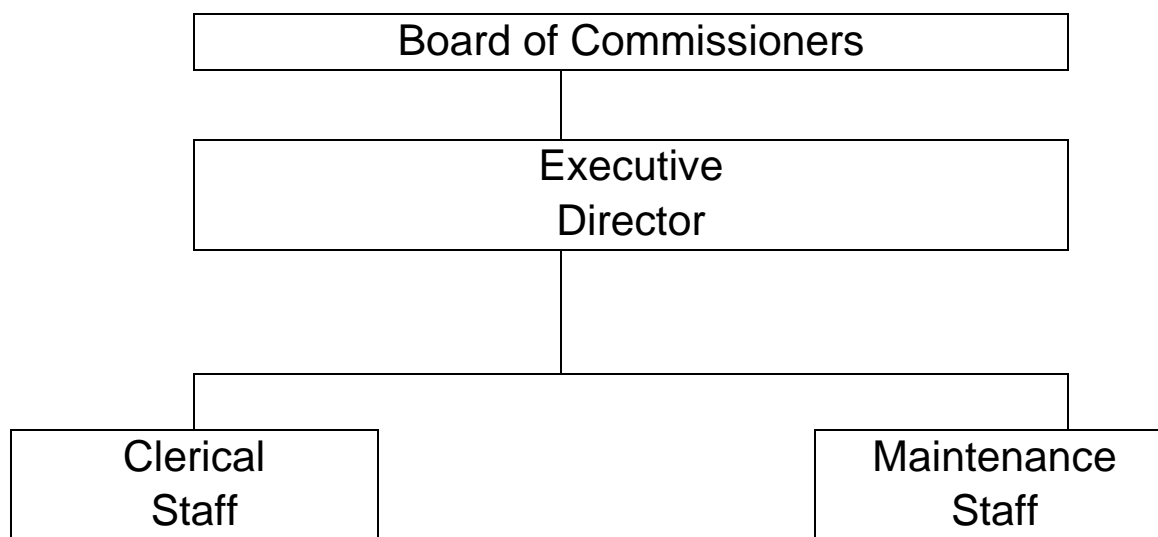 Board of Commissioners
Executive
Director
Clerical
Staff
Maintenance
Staff